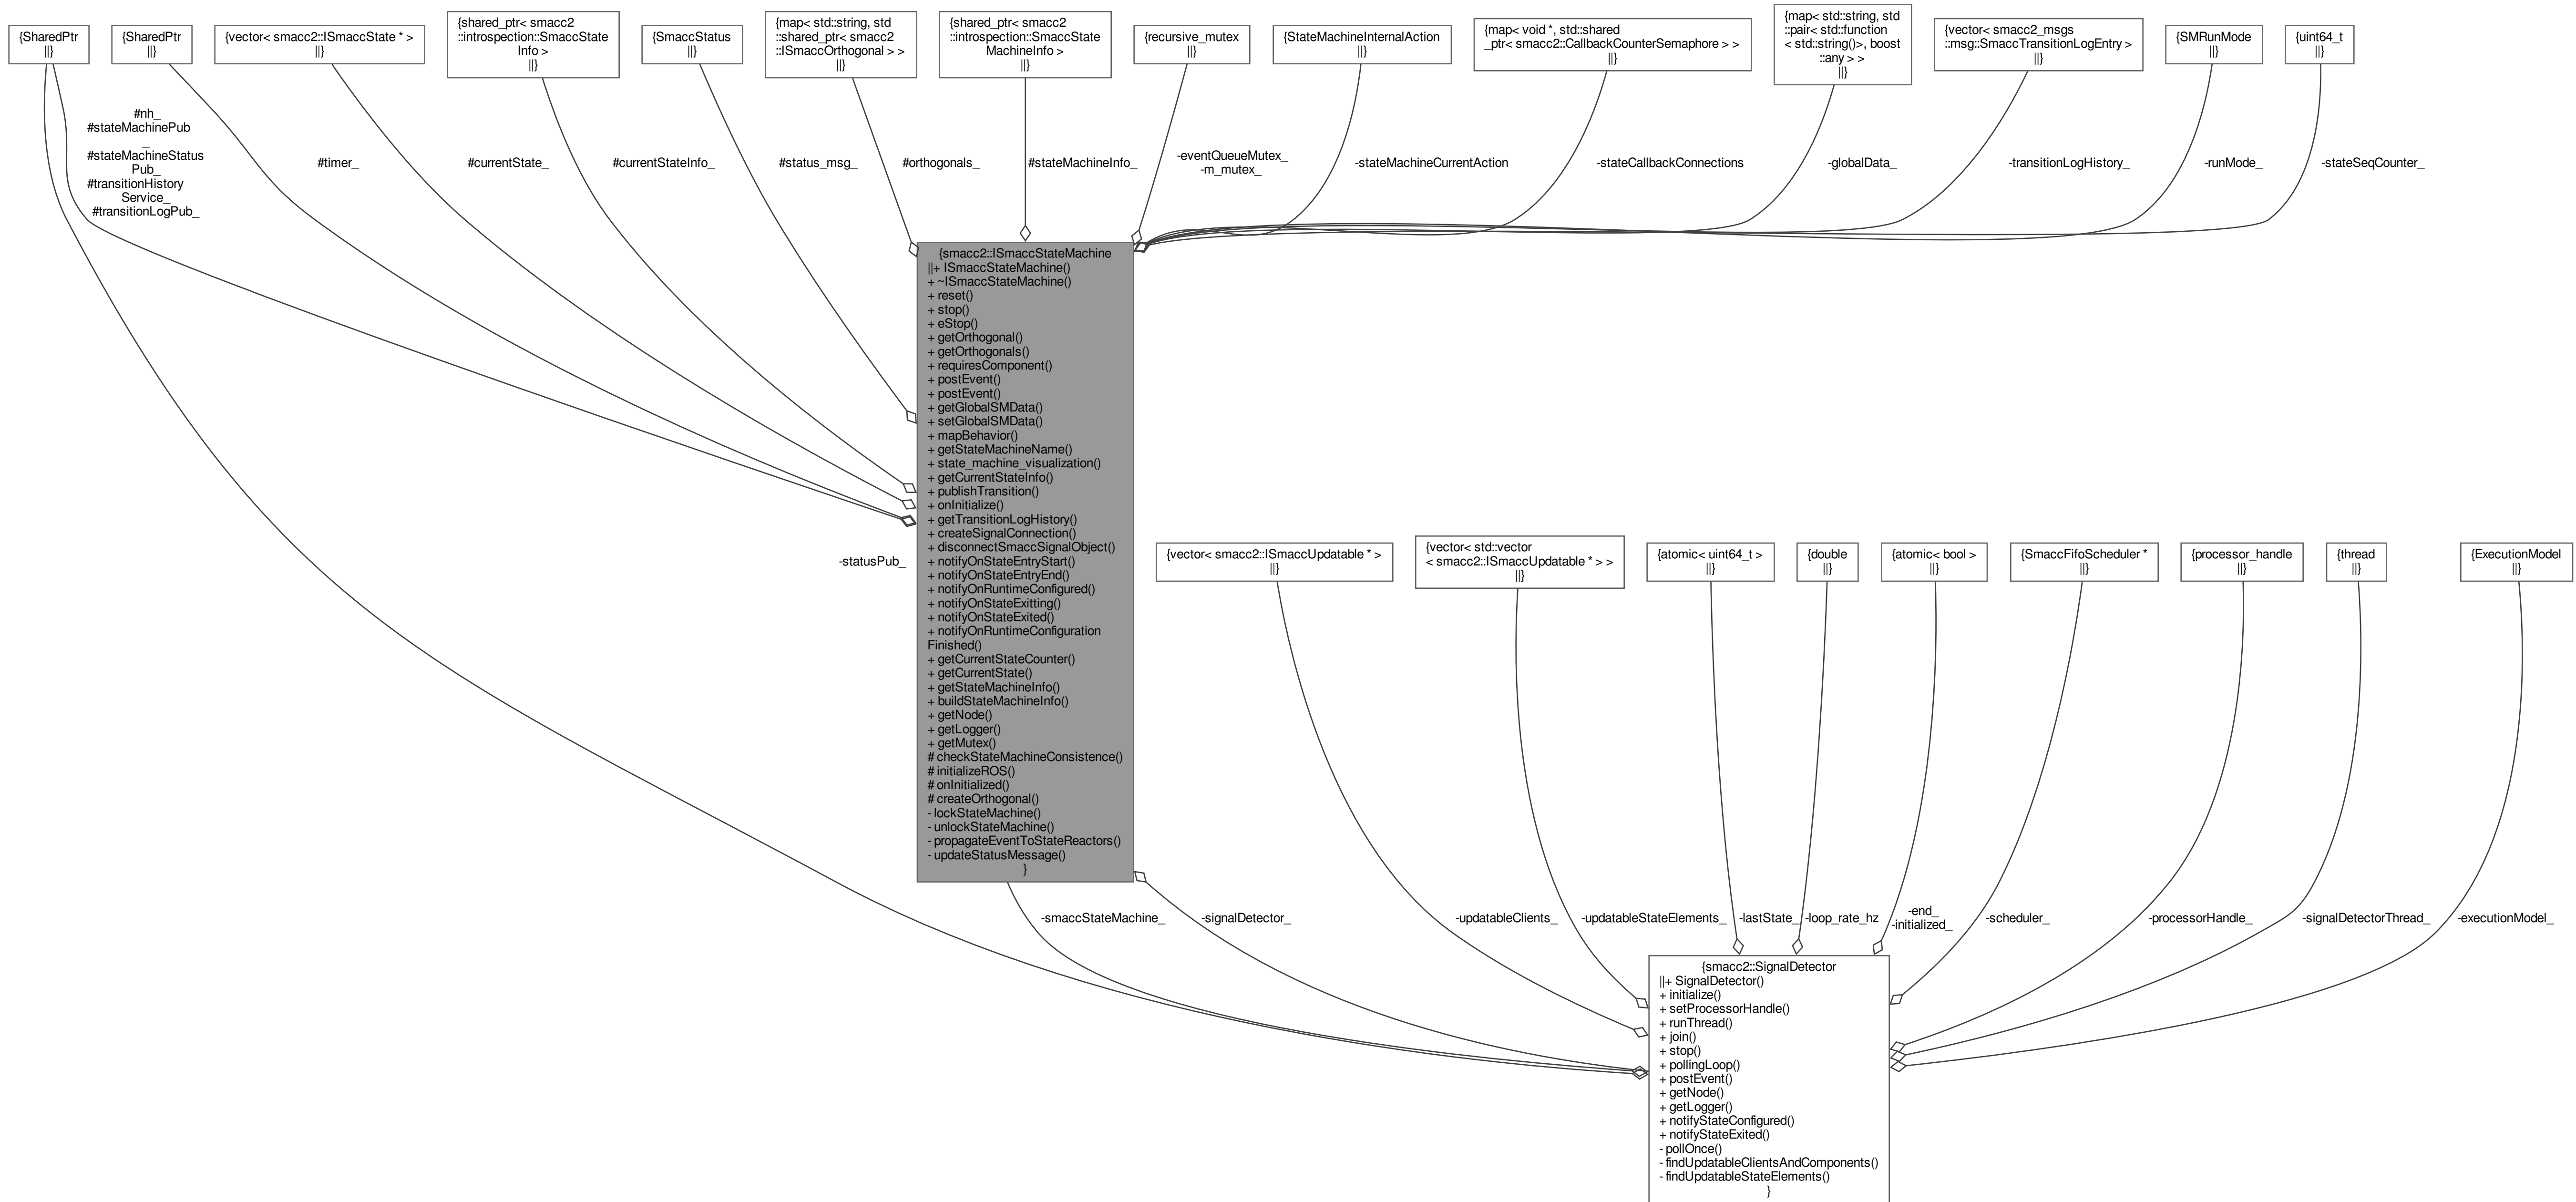 {SharedPtr
||}
{SharedPtr
||}
{vector< smacc2::ISmaccState * >
||}
{shared_ptr< smacc2
::introspection::SmaccState
Info >
||}
{SmaccStatus
||}
{map< std::string, std
::shared_ptr< smacc2
::ISmaccOrthogonal > >
||}
{shared_ptr< smacc2
::introspection::SmaccState
MachineInfo >
||}
{recursive_mutex
||}
{StateMachineInternalAction
||}
{map< void *, std::shared
_ptr< smacc2::CallbackCounterSemaphore > >
||}
{map< std::string, std
::pair< std::function
< std::string()>, boost
::any > >
||}
{vector< smacc2_msgs
::msg::SmaccTransitionLogEntry >
||}
{SMRunMode
||}
{uint64_t
||}
#nh_
#stateMachinePub
_
#stateMachineStatus
Pub_
#transitionHistory
Service_
#transitionLogPub_
#timer_
#currentState_
#currentStateInfo_
#status_msg_
#orthogonals_
#stateMachineInfo_
-eventQueueMutex_
-m_mutex_
-stateMachineCurrentAction
-stateCallbackConnections
-globalData_
-transitionLogHistory_
-runMode_
-stateSeqCounter_
{smacc2::ISmaccStateMachine
||+ ISmaccStateMachine()
+ ~ISmaccStateMachine()
+ reset()
+ stop()
+ eStop()
+ getOrthogonal()
+ getOrthogonals()
+ requiresComponent()
+ postEvent()
+ postEvent()
+ getGlobalSMData()
+ setGlobalSMData()
+ mapBehavior()
+ getStateMachineName()
+ state_machine_visualization()
+ getCurrentStateInfo()
+ publishTransition()
+ onInitialize()
+ getTransitionLogHistory()
+ createSignalConnection()
+ disconnectSmaccSignalObject()
+ notifyOnStateEntryStart()
+ notifyOnStateEntryEnd()
+ notifyOnRuntimeConfigured()
+ notifyOnStateExitting()
+ notifyOnStateExited()
+ notifyOnRuntimeConfiguration
Finished()
+ getCurrentStateCounter()
+ getCurrentState()
+ getStateMachineInfo()
+ buildStateMachineInfo()
+ getNode()
+ getLogger()
+ getMutex()
# checkStateMachineConsistence()
# initializeROS()
# onInitialized()
# createOrthogonal()
- lockStateMachine()
- unlockStateMachine()
- propagateEventToStateReactors()
- updateStatusMessage()
}
-statusPub_
{vector< smacc2::ISmaccUpdatable * >
||}
{vector< std::vector
< smacc2::ISmaccUpdatable * > >
||}
{atomic< uint64_t >
||}
{double
||}
{atomic< bool >
||}
{SmaccFifoScheduler *
||}
{processor_handle
||}
{thread
||}
{ExecutionModel
||}
-smaccStateMachine_
-signalDetector_
-updatableClients_
-updatableStateElements_
-lastState_
-loop_rate_hz
-end_
-initialized_
-scheduler_
-processorHandle_
-signalDetectorThread_
-executionModel_
{smacc2::SignalDetector
||+ SignalDetector()
+ initialize()
+ setProcessorHandle()
+ runThread()
+ join()
+ stop()
+ pollingLoop()
+ postEvent()
+ getNode()
+ getLogger()
+ notifyStateConfigured()
+ notifyStateExited()
- pollOnce()
- findUpdatableClientsAndComponents()
- findUpdatableStateElements()
}